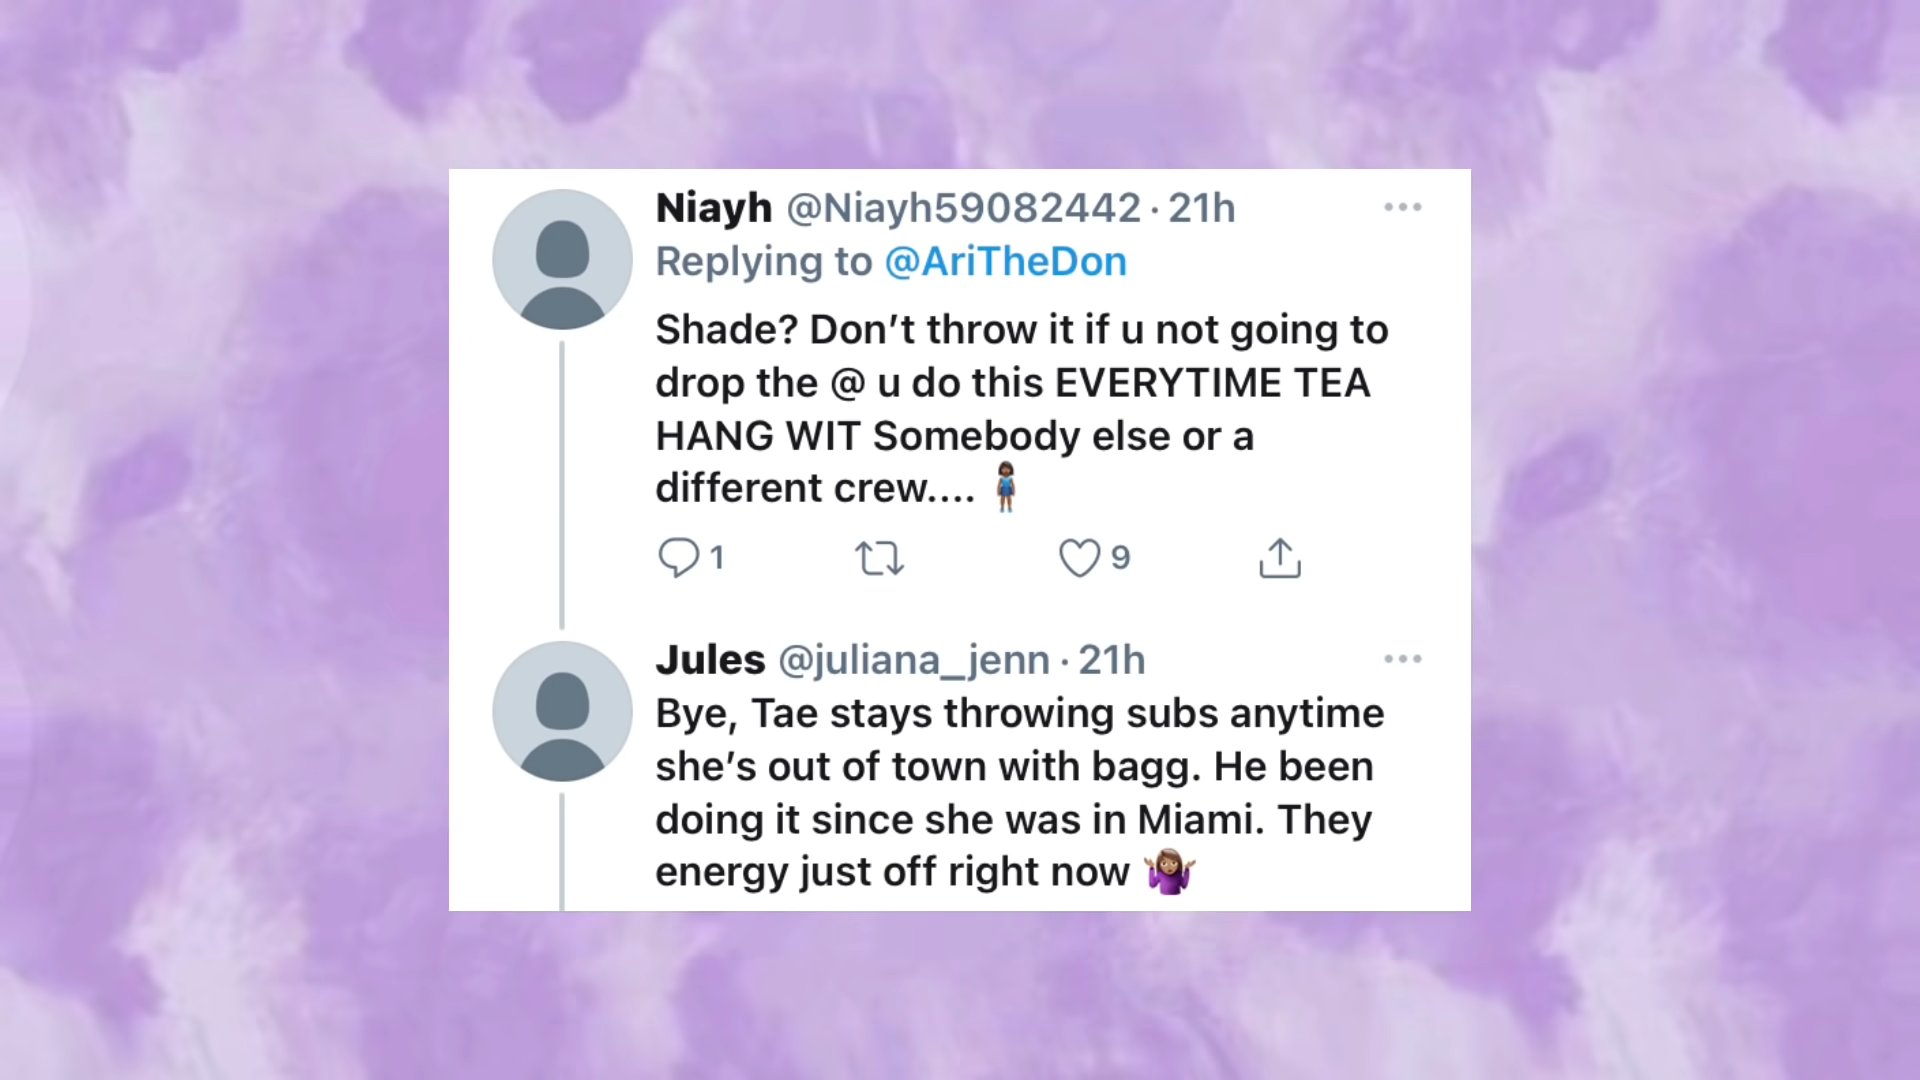 Niayh @Niayh59082442 · 21h
Replying to @AriTheDon
Shade? Don’t throw it if u not going to
drop the @ u do this EVERYTIME TEA
HANG WIT Somebody else or a
different crew.... 🧍🏾‍♀️
1 9
Jules @juliana_jenn · 21h
Bye, Tae stays throwing subs anytime
she’s out of town with bagg. He been
doing it since she was in Miami. They
energy just off right now 🤷🏽‍♀️